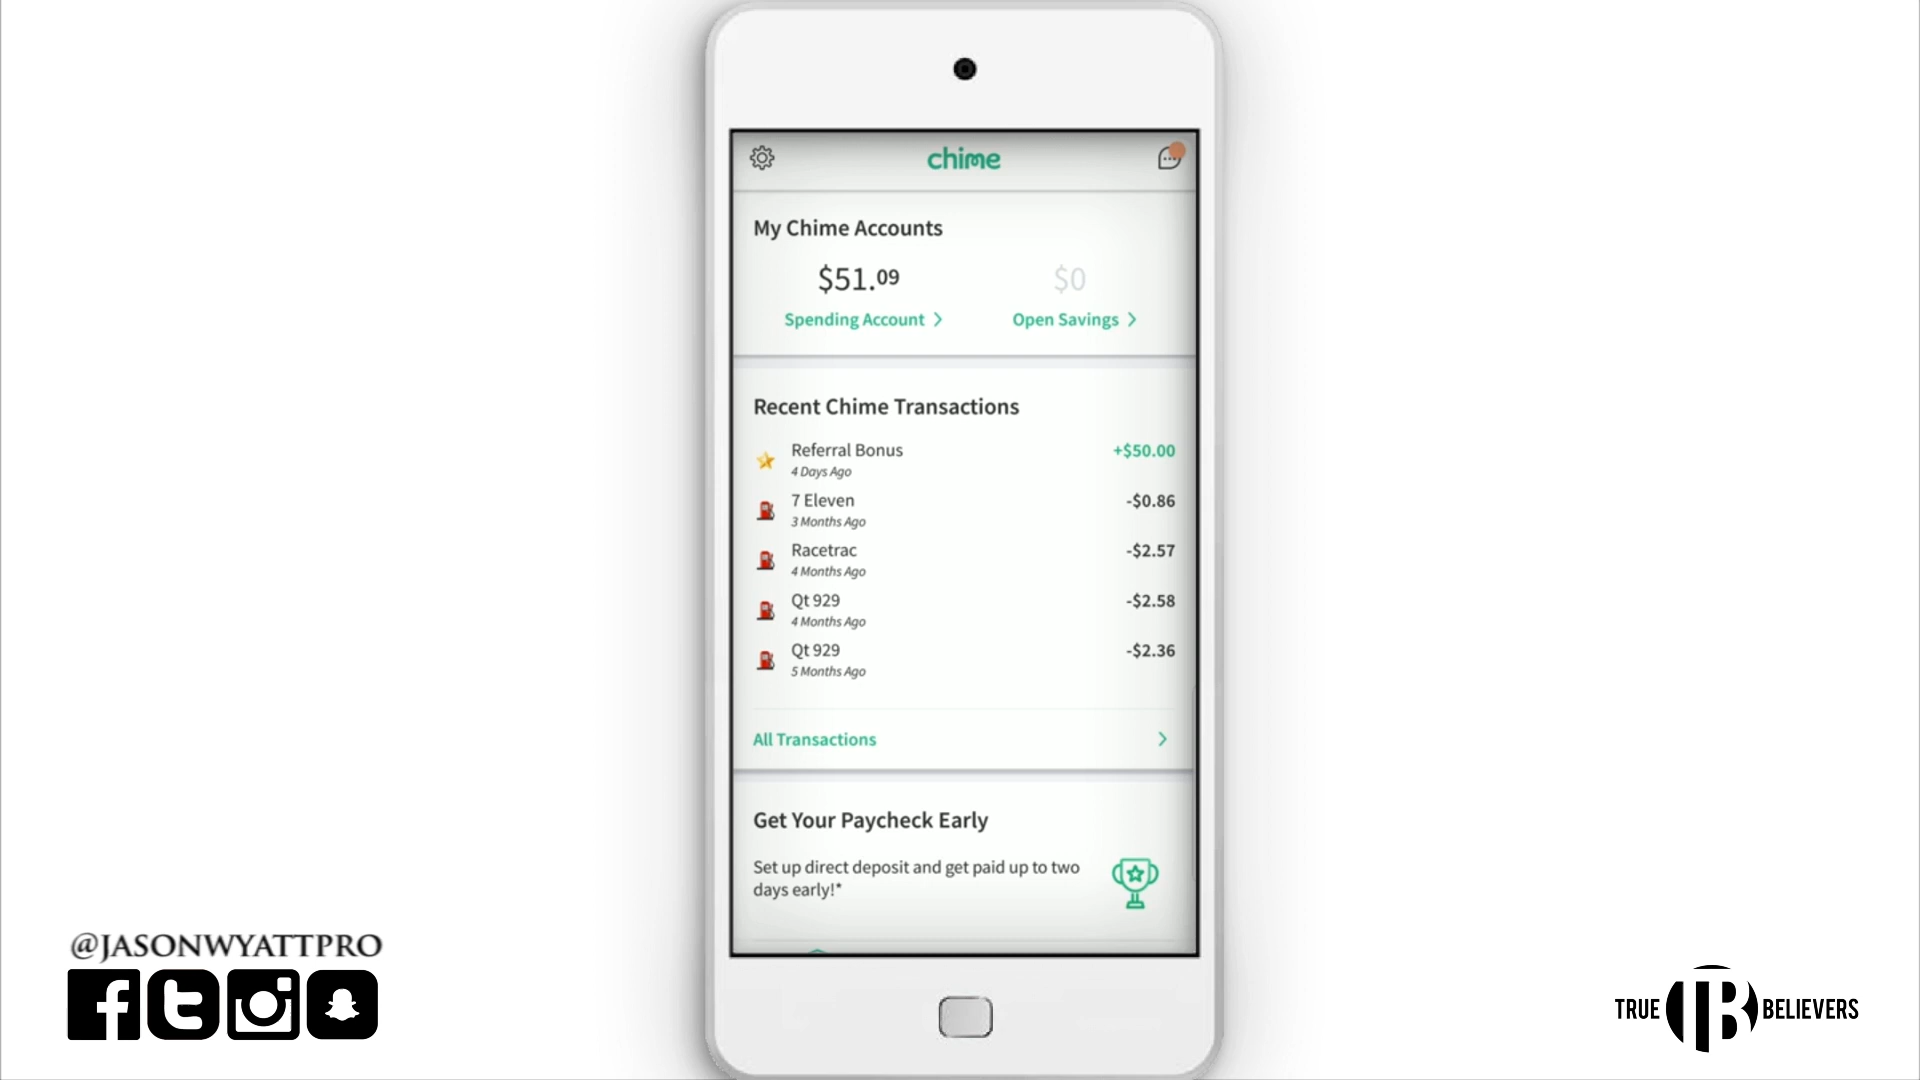 chime
My Chime Accounts
$51.09
$0
Spending Account
Open Savings
Recent Chime Transactions
Referral Bonus
+$50.00
4 Days Ago
7 Eleven
-$0.86
3 Months Ago
Racetrac
-$2.57
4 Months Ago
Qt 929
-$2.58
4 Months Ago
Qt 929
-$2.36
5 Months Ago
All Transactions
Get Your Paycheck Early
Set up direct deposit and get paid up to two
days early!*
@JASONWYATTPRO
TRUE TB BELIEVERS